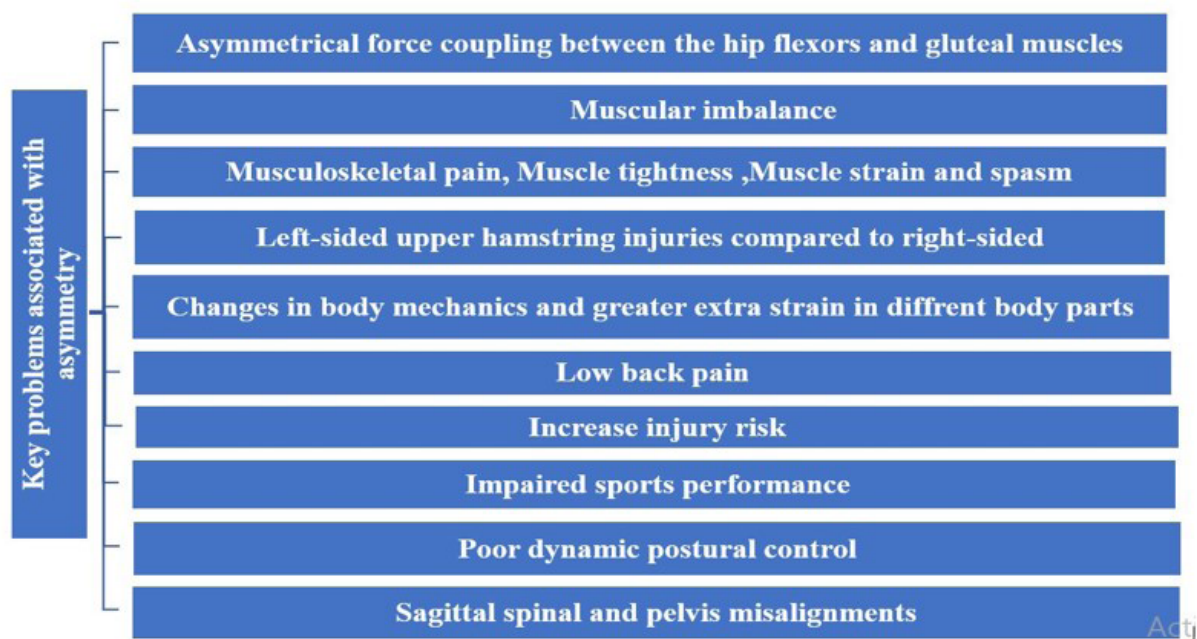 Key problems associated with
asymmetry
Asymmetrical force coupling between the hip flexors and gluteal muscles
Muscular imbalance
Musculoskeletal pain, Muscle tightness ,Muscle strain and spasm
Left-sided upper hamstring injuries compared to right-sided
Changes in body mechanics and greater extra strain in diffrent body parts
Low back pain
Increase injury risk
Impaired sports performance
Poor dynamic postural control
Sagittal spinal and pelvis misalignments